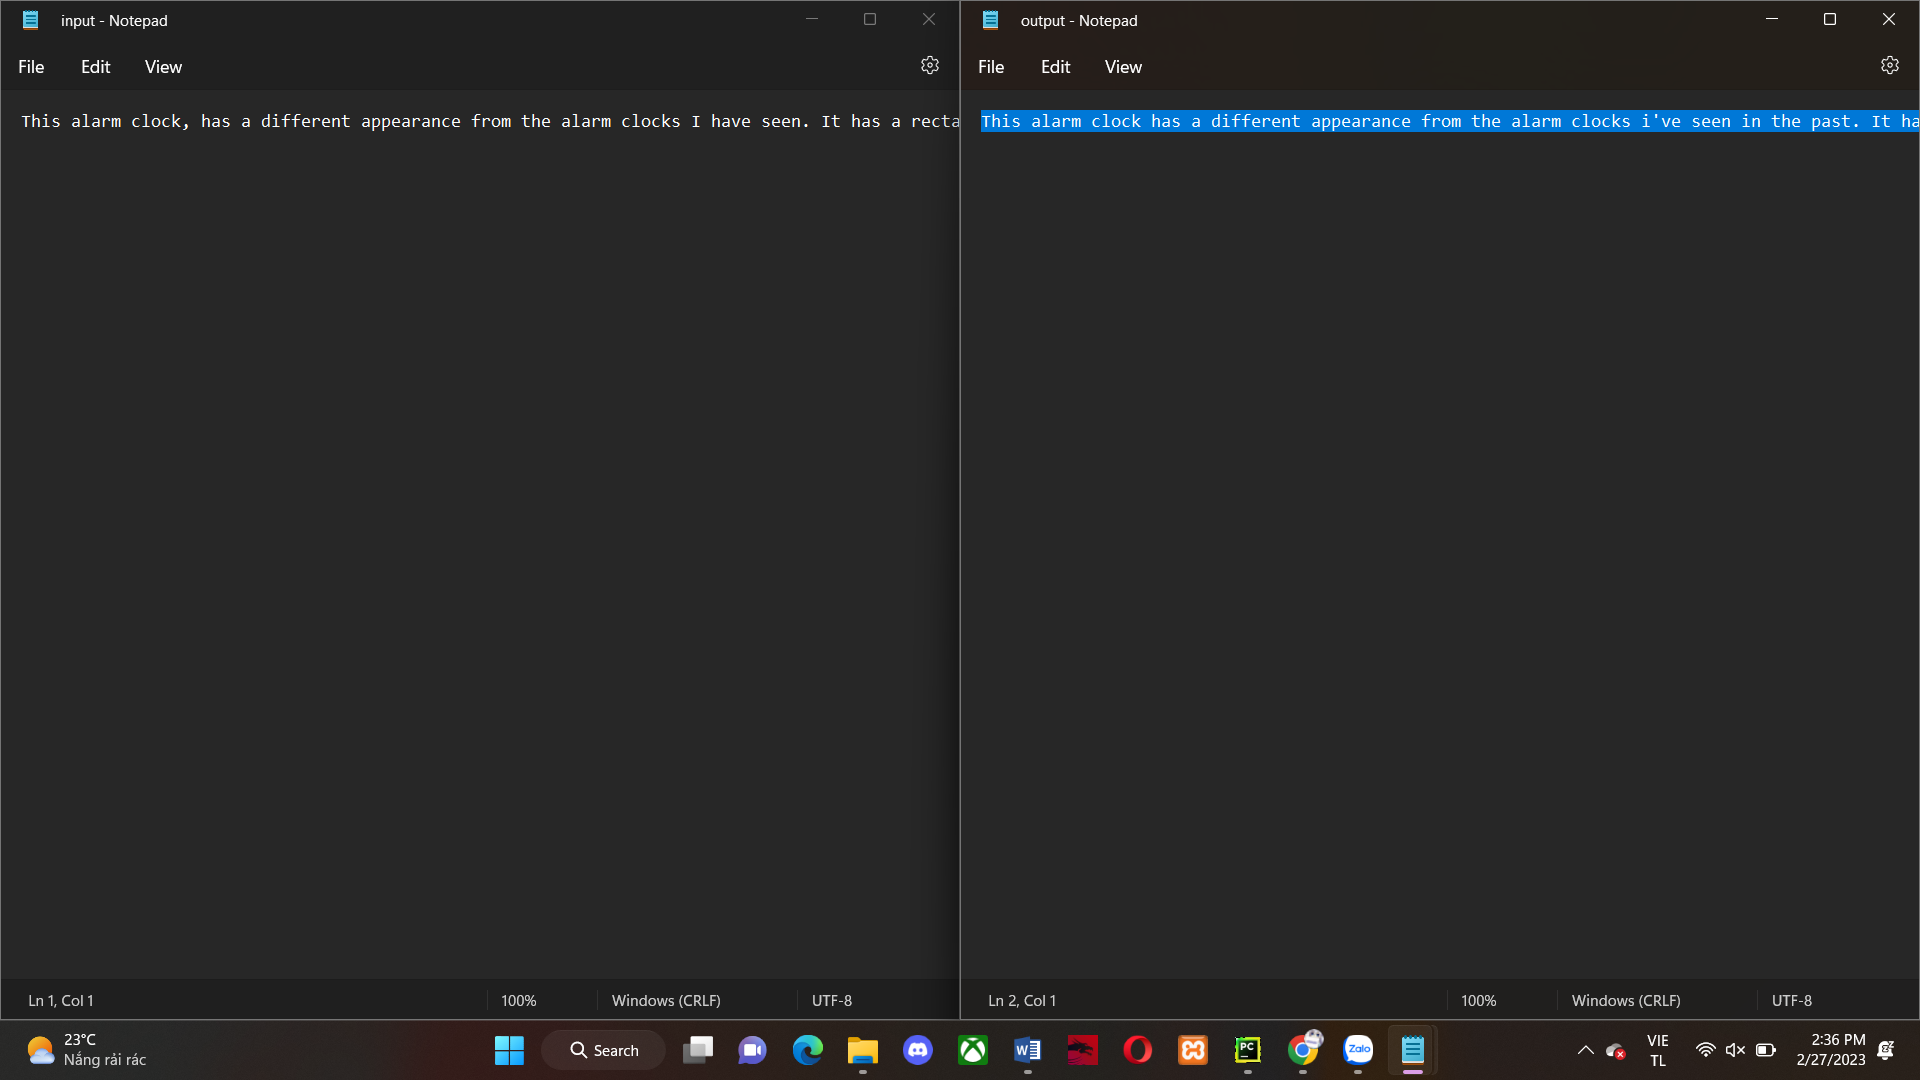 input - Notepad
File Edit View
This alarm clock, has a different appearance from the alarm clocks I have seen. It has a recta
Ln 1, Col 1 100% Windows (CRLF) UTF-8
output - Notepad
File Edit View
This alarm clock has a different appearance from the alarm clocks i've seen in the past. It ha
Ln 2, Col 1 100% Windows (CRLF) UTF-8
23°C
Nắng rải rác
Search
PC
Zalo
VIE
TL
2:36 PM
2/27/2023